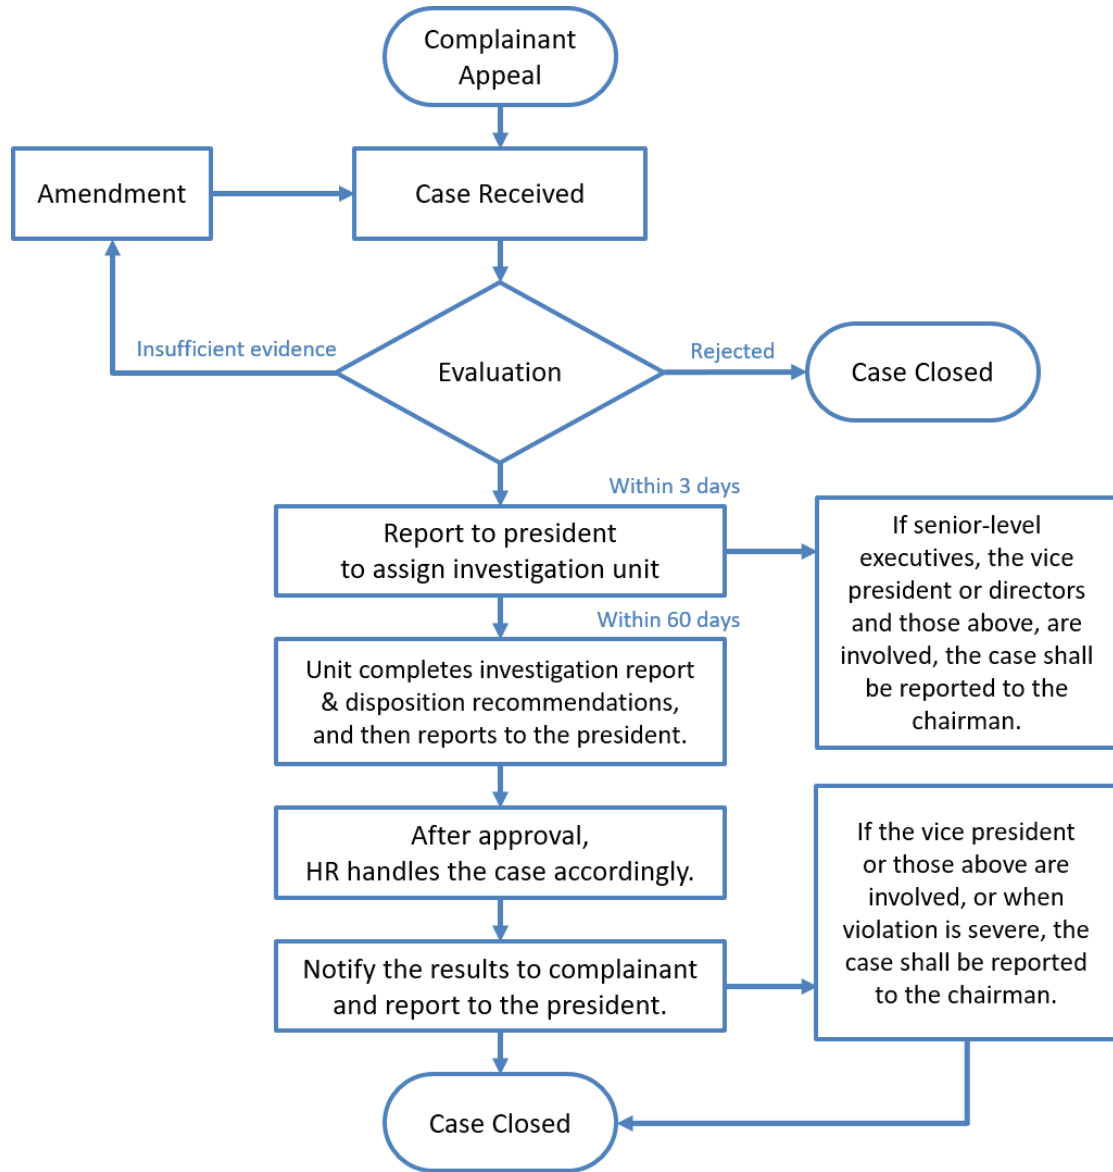 Complainant
Appeal
Amendment
Case Received
Insufficient evidence
Evaluation
Rejected
Case Closed
Within 3 days
Report to president
to assign investigation unit
If senior-level
executives, the vice
president or directors
and those above, are
involved, the case shall
be reported to the
chairman.
Within 60 days
Unit completes investigation report
& disposition recommendations,
and then reports to the president.
After approval,
HR handles the case accordingly.
If the vice president
or those above are
involved, or when
violation is severe, the
case shall be reported
to the chairman.
Notify the results to complainant
and report to the president.
Case Closed